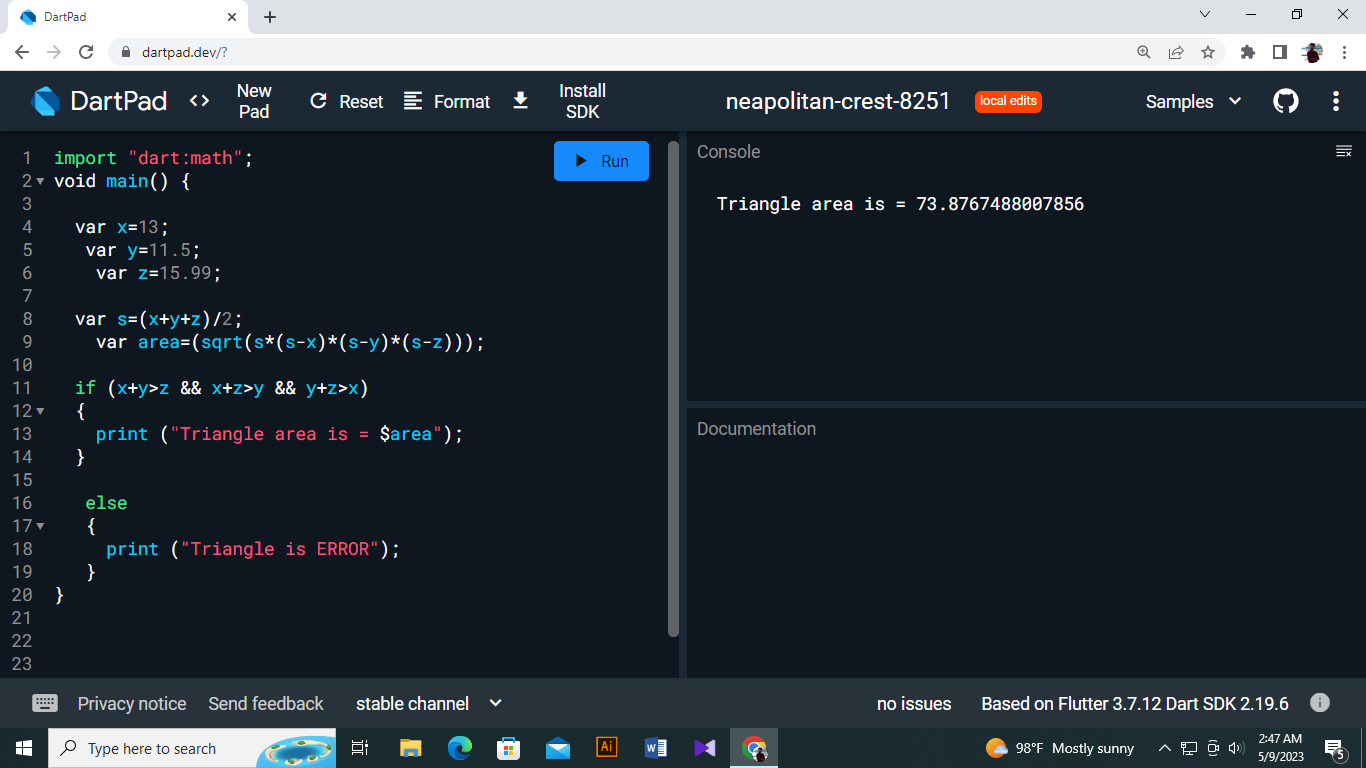 DartPad
dartpad.dev/?
DartPad
<>
New Pad
Reset
Format
Install SDK
neapolitan-crest-8251
local edits
Samples
Run
1 import "dart:math";
2 void main() {
3
4   var x=13;
5    var y=11.5;
6     var z=15.99;
7
8   var s=(x+y+z)/2;
9     var area=(sqrt(s*(s-x)*(s-y)*(s-z)));
10
11   if (x+y>z && x+z>y && y+z>x)
12   {
13     print ("Triangle area is = $area");
14   }
15
16    else
17    {
18      print ("Triangle is ERROR");
19    }
20 }
21
22
23
Console
Triangle area is = 73.8767488007856
Documentation
Privacy notice
Send feedback
stable channel
no issues
Based on Flutter 3.7.12 Dart SDK 2.19.6
Type here to search
Ai
W
98°F Mostly sunny
2:47 AM
5/9/2023
5